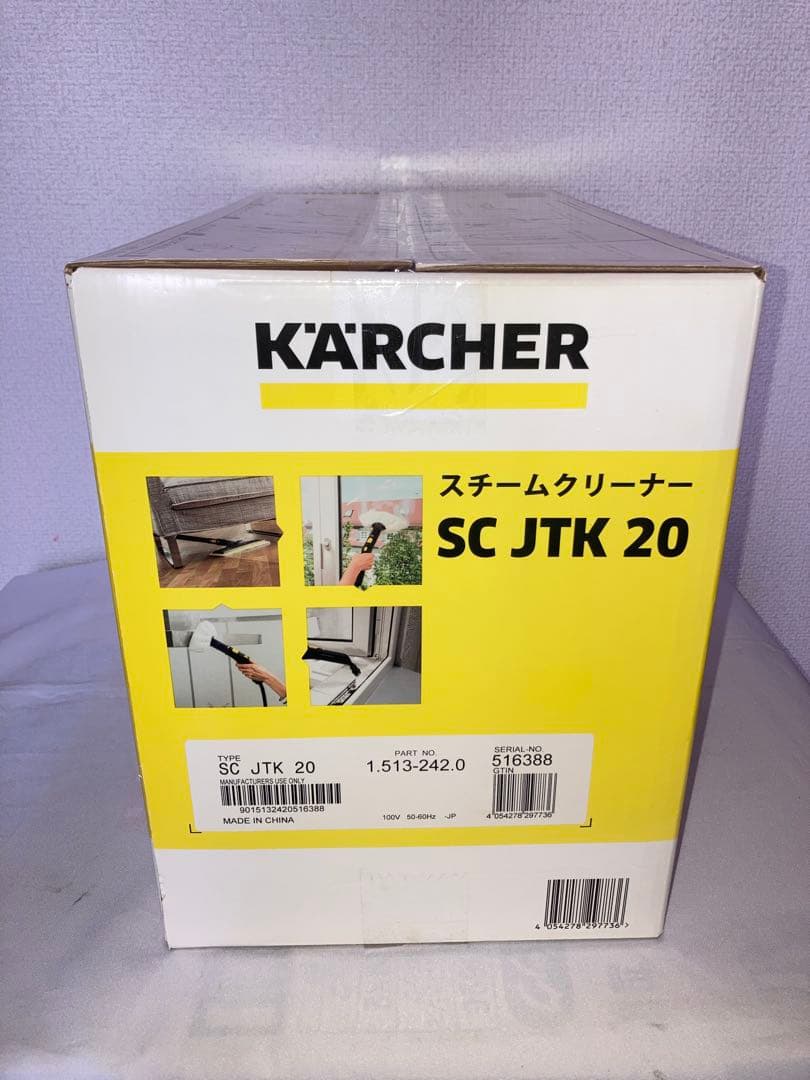 KÄRCHER
スチームクリーナー
SC JTK 20
TYPE
SC JTK 20
MANUFACTURERS USE ONLY
9015132420516388
MADE IN CHINA
PART NO.
1.513-242.0
100V 50-60Hz -JP
SERIAL-NO.
516388
GTIN
4 054278 297736
4 054278 297736 >